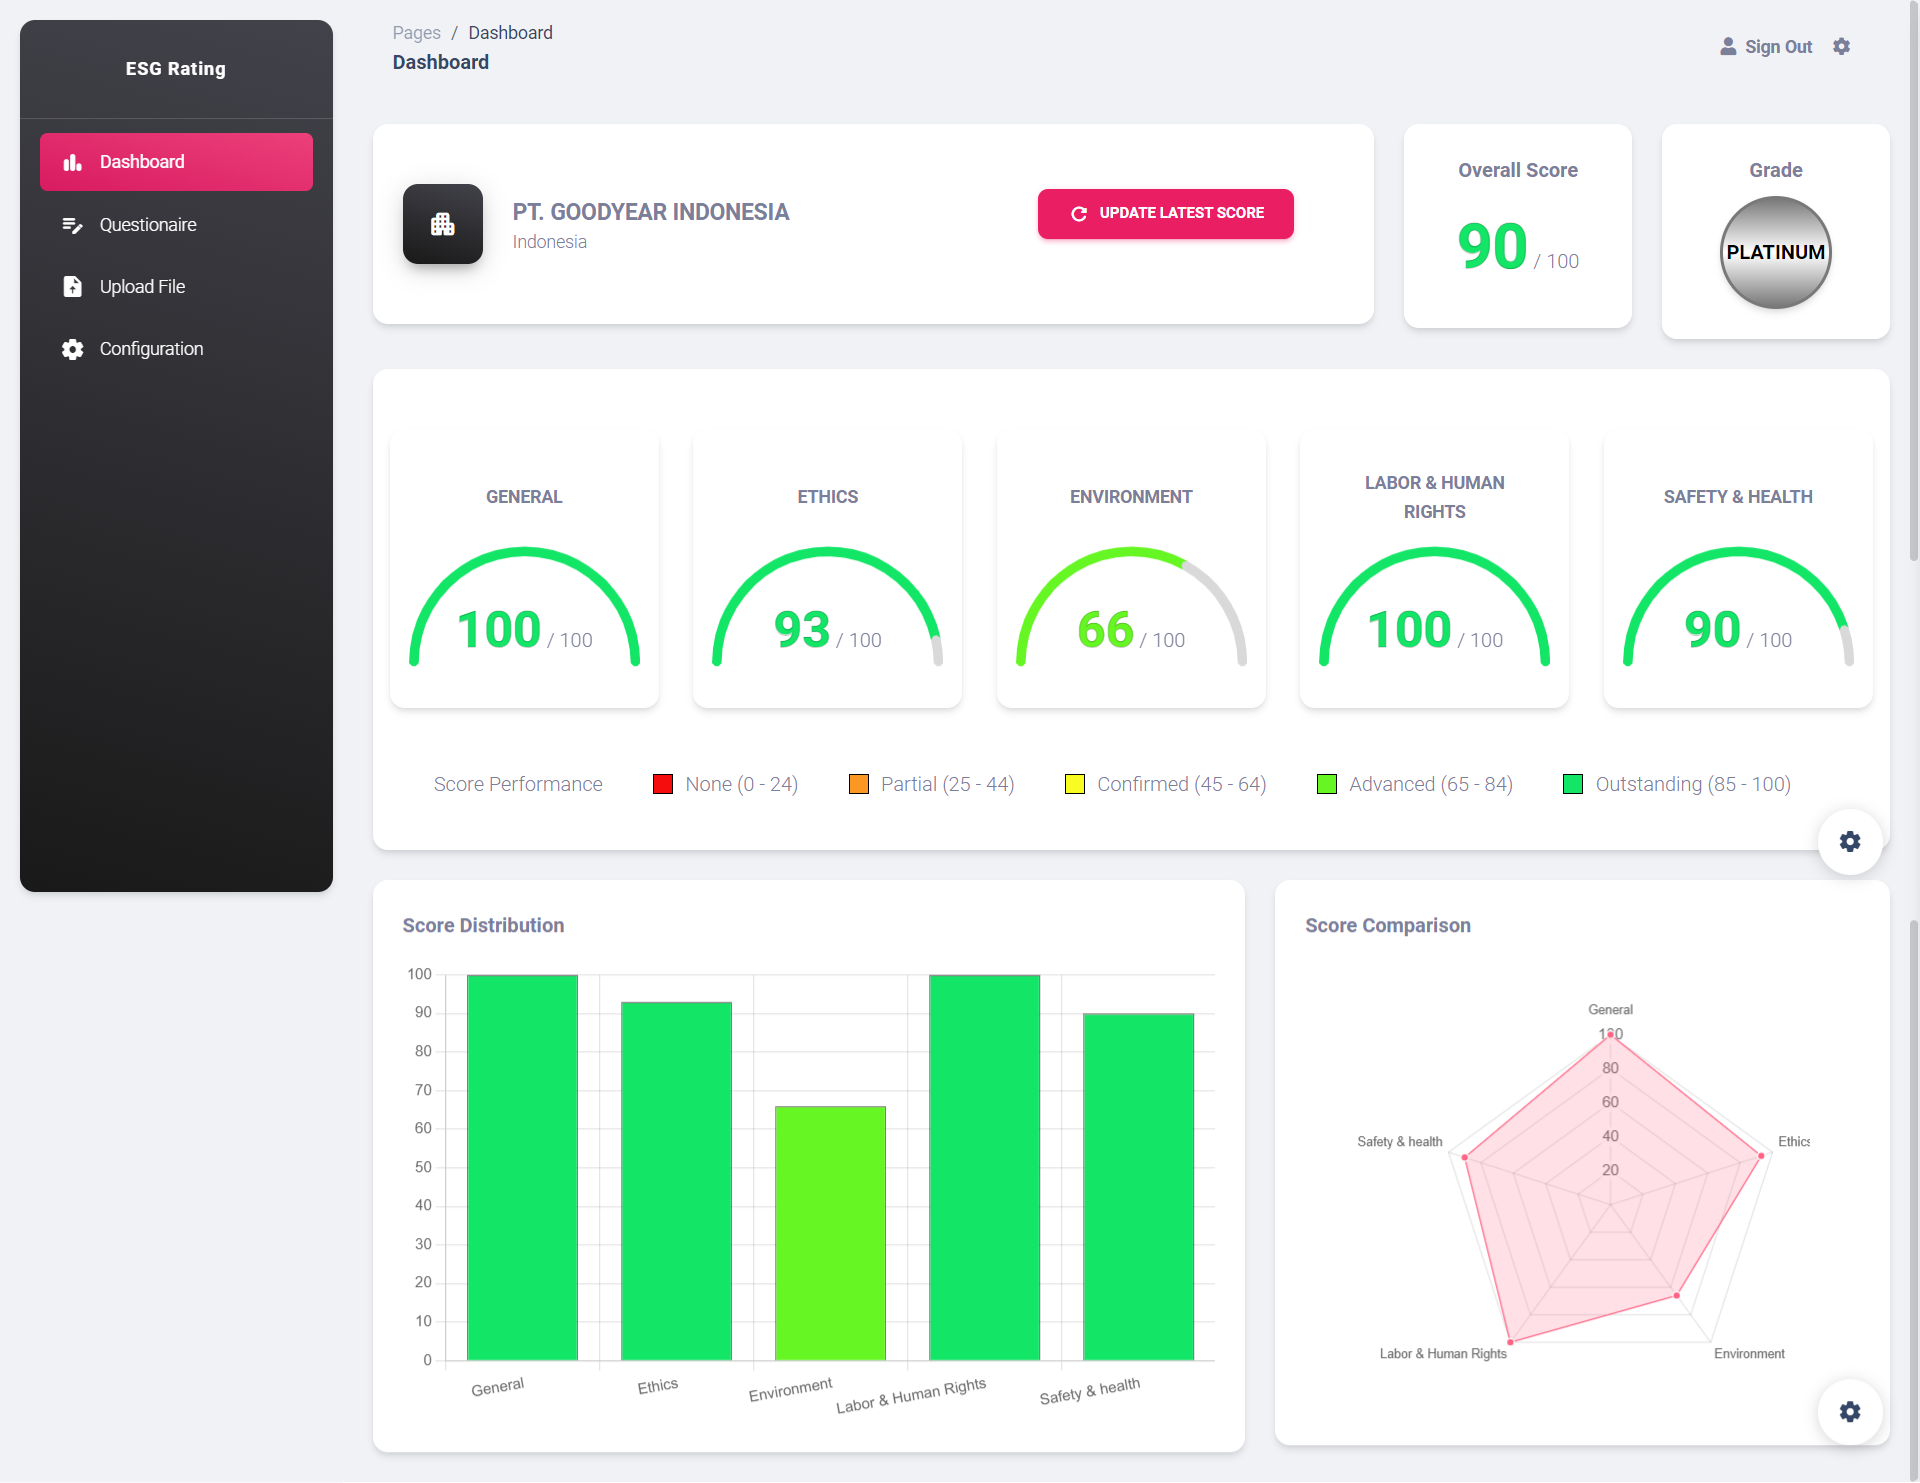 ESG Rating
Dashboard
Questionaire
Upload File
Configuration
Pages / Dashboard
Dashboard
Sign Out
PT. GOODYEAR INDONESIA
Indonesia
UPDATE LATEST SCORE
Overall Score
90 / 100
Grade
PLATINUM
GENERAL
100 / 100
ETHICS
93 / 100
ENVIRONMENT
66 / 100
LABOR & HUMAN
RIGHTS
100 / 100
SAFETY & HEALTH
90 / 100
Score Performance
None (0 - 24)
Partial (25 - 44)
Confirmed (45 - 64)
Advanced (65 - 84)
Outstanding (85 - 100)
Score Distribution
100
90
80
70
60
50
40
30
20
10
0
General
Ethics
Environment
Labor & Human Rights
Safety & health
Score Comparison
General
100
80
60
40
20
Safety & health
Ethics
Labor & Human Rights
Environment